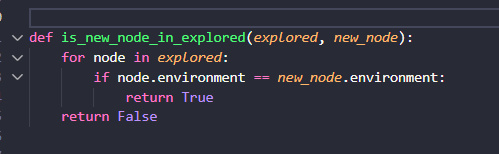 def is_new_node_in_explored(explored, new_node):
    for node in explored:
        if node.environment == new_node.environment:
            return True
    return False